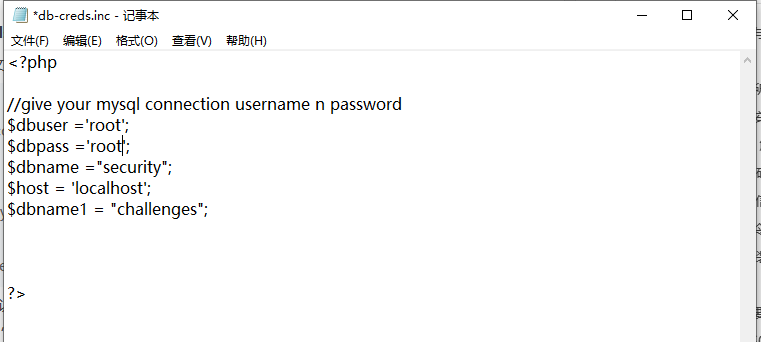 *db-creds.inc - 记事本
文件(F) 编辑(E) 格式(O) 查看(V) 帮助(H)
<?php
//give your mysql connection username n password
$dbuser ='root';
$dbpass ='root';
$dbname ="security";
$host = 'localhost';
$dbname1 = "challenges";
?>